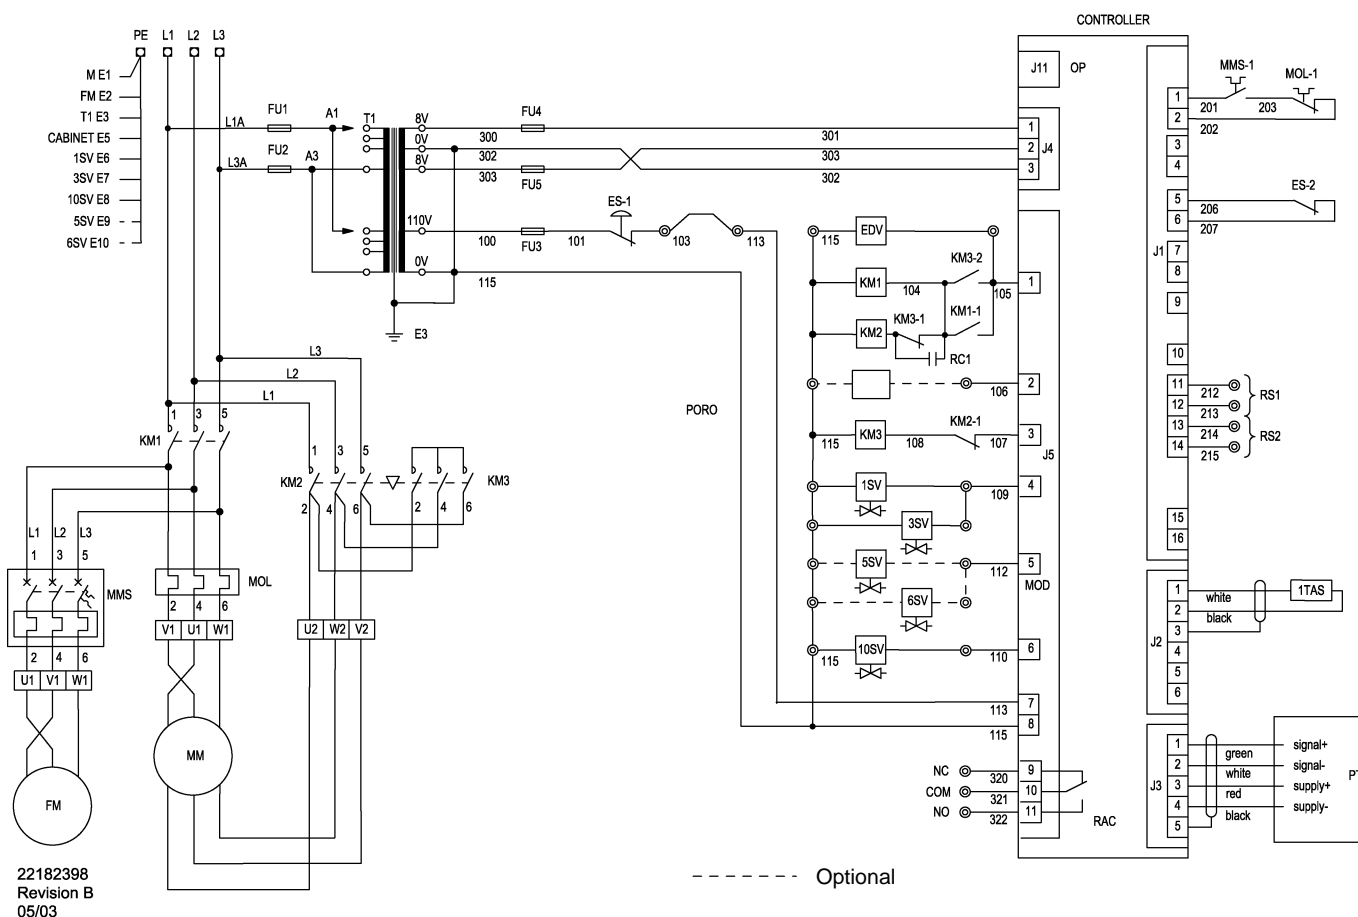 CONTROLLER
PE L1 L2 L3
M E1
FM E2
T1 E3
CABINET E5
1SV E6
3SV E7
10SV E8
5SV E9
6SV E10
L1A
FU1
A1
T1
8V
300
FU4
301
0V
302
303
L3A
FU2
A3
8V
303
FU5
302
110V
100
FU3
101
ES-1
103
113
0V
115
E3
J11
OP
1
2
3
J4
115
EDV
KM3-2
KM1
104
105
1
KM3-1
KM1-1
KM2
RC1
106
2
PORO
KM2-1
115
KM3
108
107
3
J5
1SV
109
4
3SV
5SV
112
5
MOD
6SV
115
10SV
110
6
113
7
115
8
NC
320
9
COM
321
10
NO
322
11
RAC
J1
1
2
3
4
5
6
7
8
9
10
11
12
13
14
15
16
MMS-1
MOL-1
201
203
202
ES-2
206
207
212
213
RS1
214
215
RS2
J2
1
2
3
4
5
6
white
black
1TAS
J3
1
2
3
4
5
green
white
red
black
signal+
signal-
supply+
supply-
PT
L3
L2
L1
1 3 5
KM1
1 3 5
KM2
KM3
2 4 6
2 4 6
L1 L2 L3
1 3 5
MMS
MOL
2 4 6
V1 U1 W1
U2 W2 V2
2 4 6
U1 V1 W1
MM
FM
22182398
Revision B
05/03
Optional